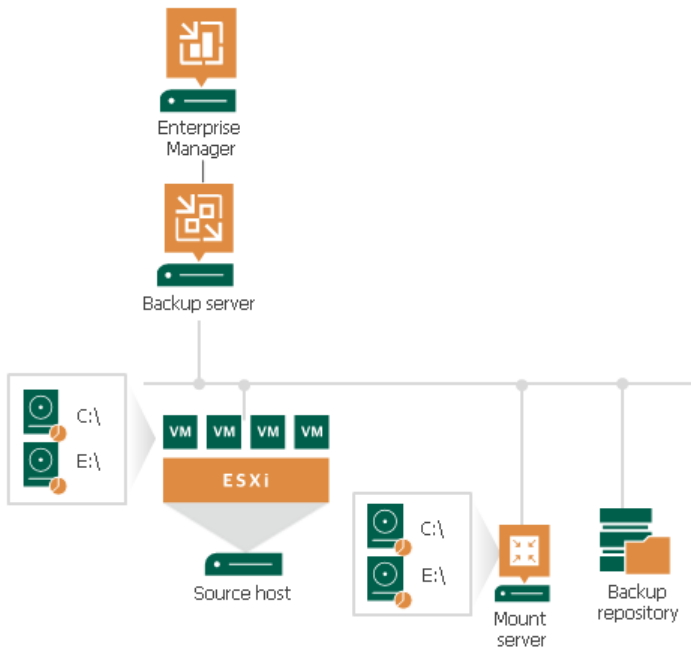 Enterprise
Manager
Backup server
C:\
E:\
VM VM VM VM
ESXi
Source host
C:\
E:\
Mount
server
Backup
repository